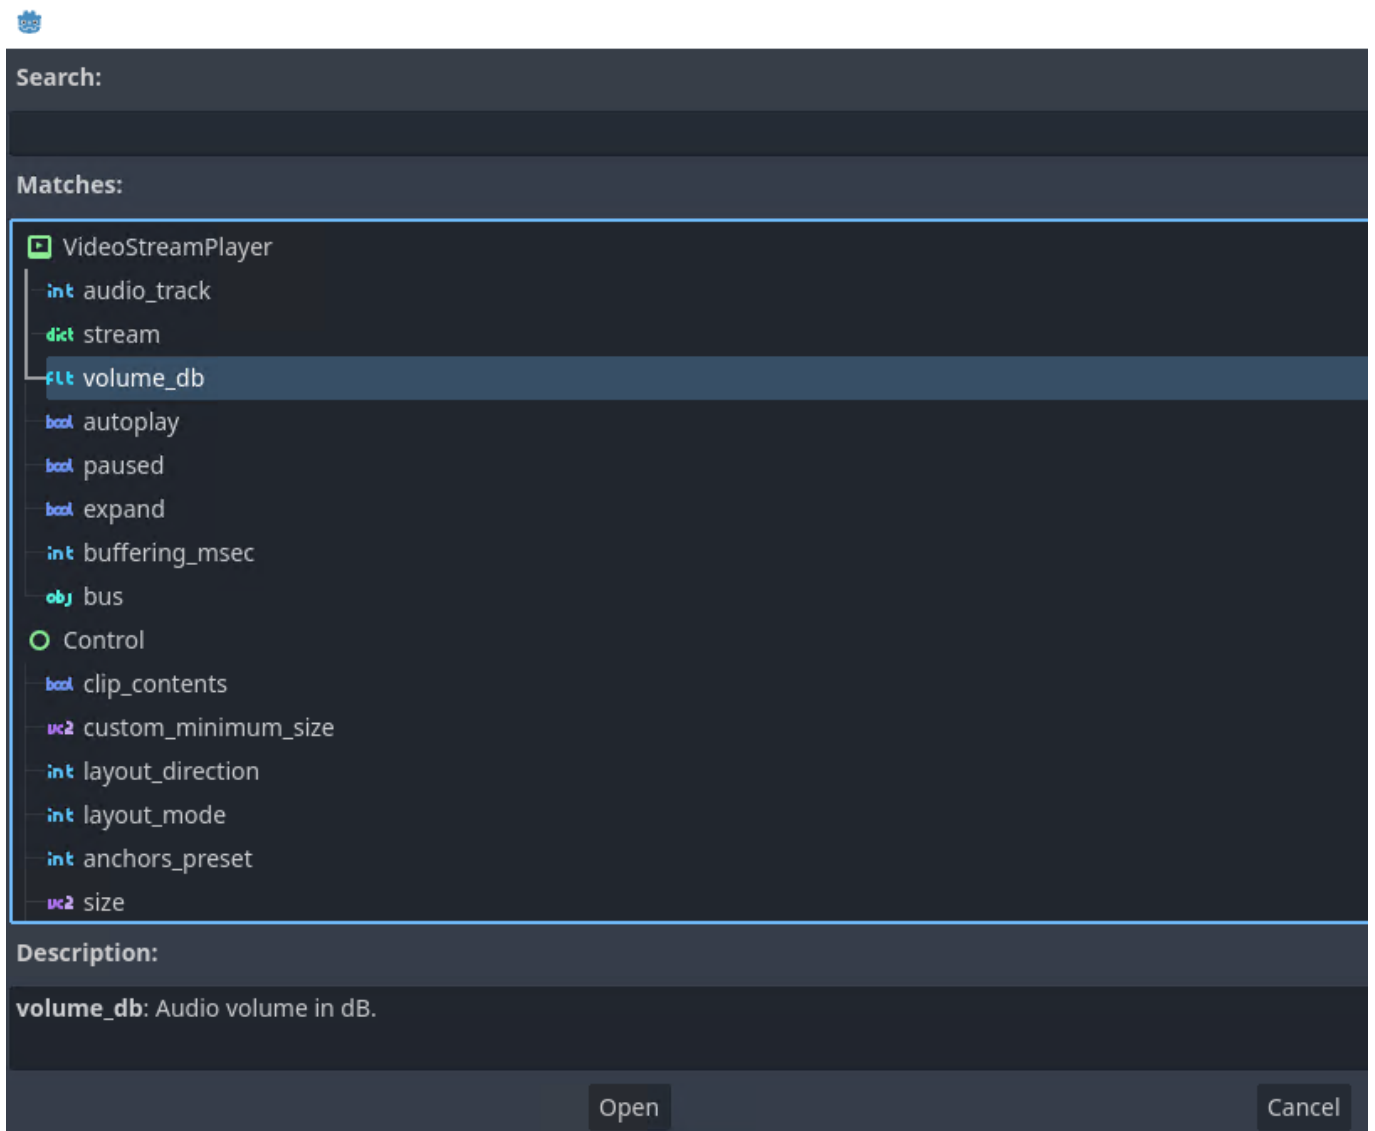 Search:
Matches:
VideoStreamPlayer
int audio_track
dict stream
flt volume_db
bool autoplay
bool paused
bool expand
int buffering_msec
obj bus
Control
bool clip_contents
vc2 custom_minimum_size
int layout_direction
int layout_mode
int anchors_preset
vc2 size
Description:
volume_db: Audio volume in dB.
Open Cancel